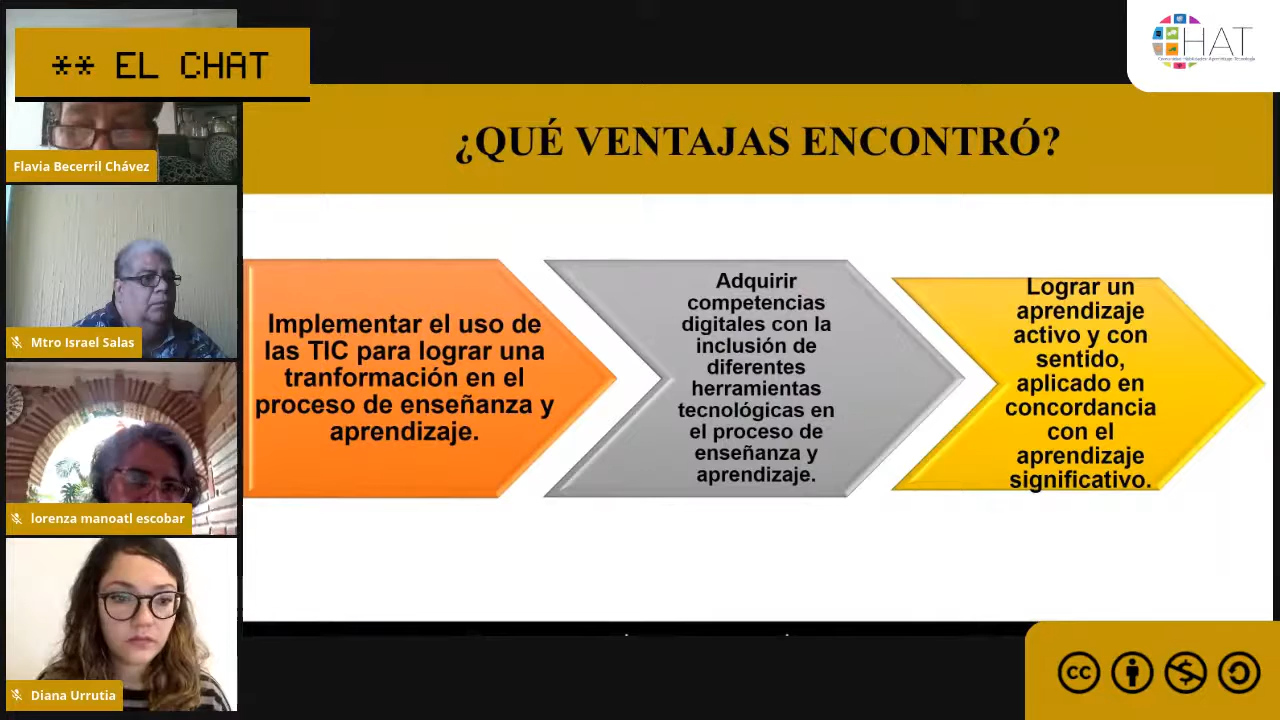 ** EL CHAT
Flavia Becerril Chávez
Mtro Israel Salas
lorenza manoatl escobar
Diana Urrutia
HAT
¿QUÉ VENTAJAS ENCONTRÓ?
Implementar el uso de
las TIC para lograr una
tranformación en el
proceso de enseñanza y
aprendizaje.
Adquirir
competencias
digitales con la
inclusión de
diferentes
herramientas
tecnológicas en
el proceso de
enseñanza y
aprendizaje.
Lograr un
aprendizaje
activo y con
sentido,
aplicado en
concordancia
con el
aprendizaje
significativo.
cc